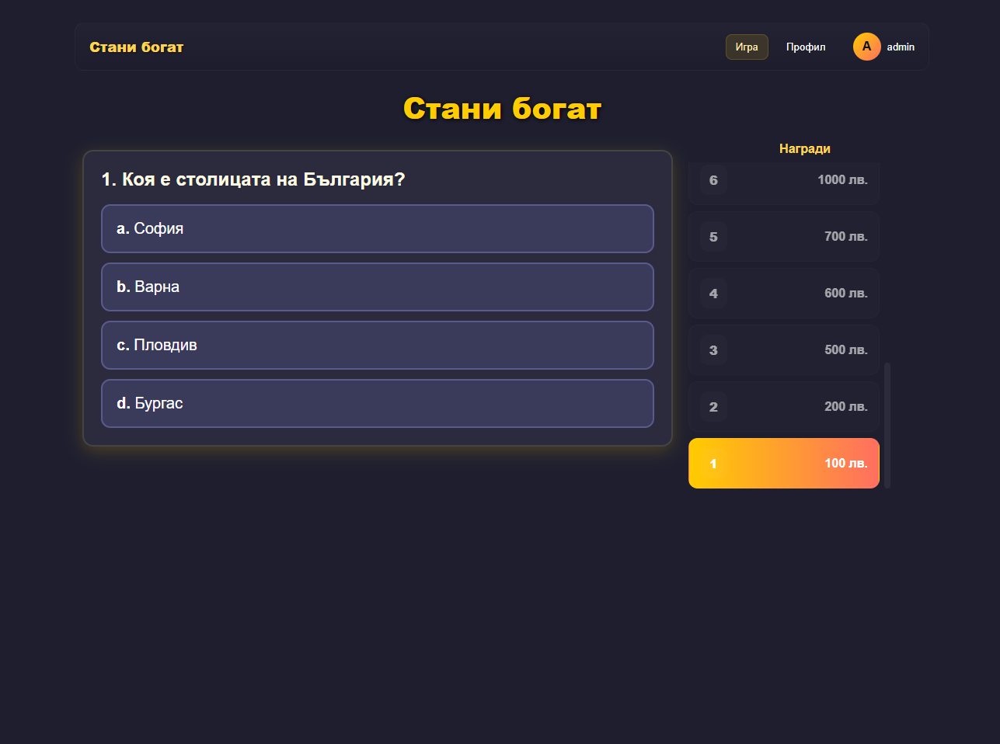 Стани богат
Игра
Профил
A
admin
Стани богат
1. Коя е столицата на България?
a. София
b. Варна
c. Пловдив
d. Бургас
Награди
6 1000 лв.
5 700 лв.
4 600 лв.
3 500 лв.
2 200 лв.
1 100 лв.